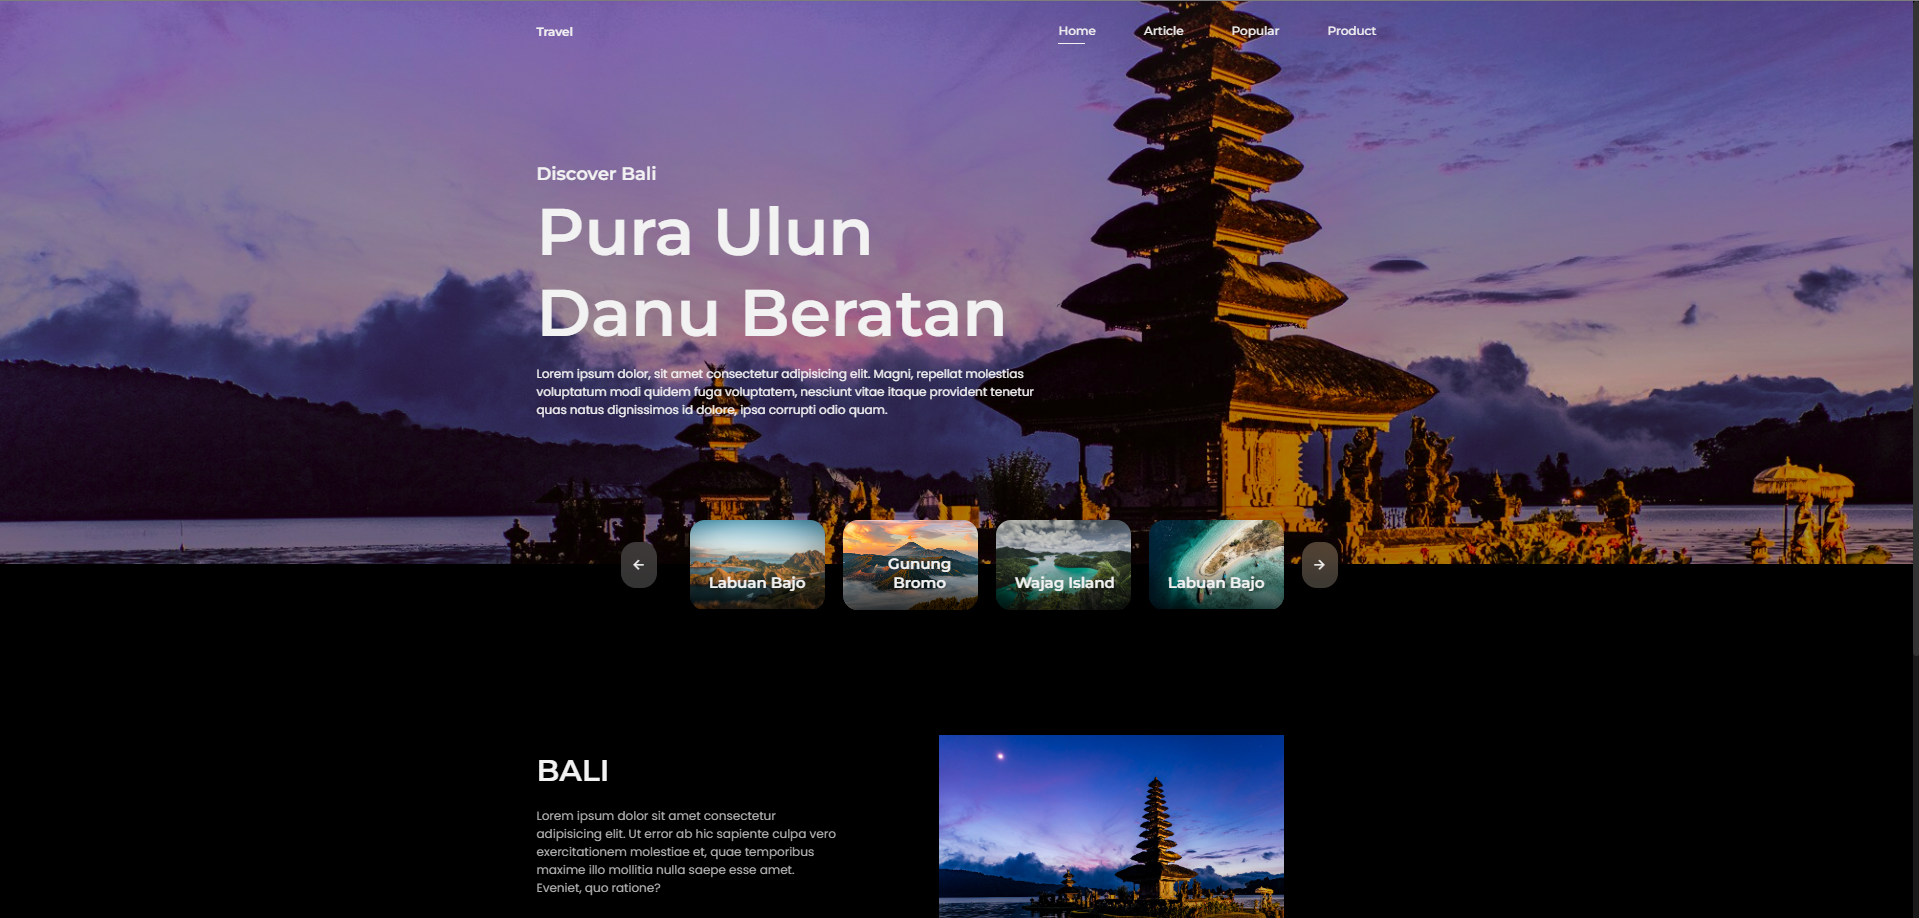 Travel
Home
Article
Popular
Product
Discover Bali
Pura Ulun
Danu Beratan
Lorem ipsum dolor, sit amet consectetur adipisicing elit. Magni, repellat molestias
voluptatum modi quidem fuga voluptatem, nesciunt vitae itaque provident tenetur
quas natus dignissimos id dolore, ipsa corrupti odio quam.
Labuan Bajo
Gunung
Bromo
Wajag Island
Labuan Bajo
BALI
Lorem ipsum dolor sit amet consectetur
adipisicing elit. Ut error ab hic sapiente culpa vero
exercitationem molestiae et, quae temporibus
maxime illo mollitia nulla saepe esse amet.
Eveniet, quo ratione?